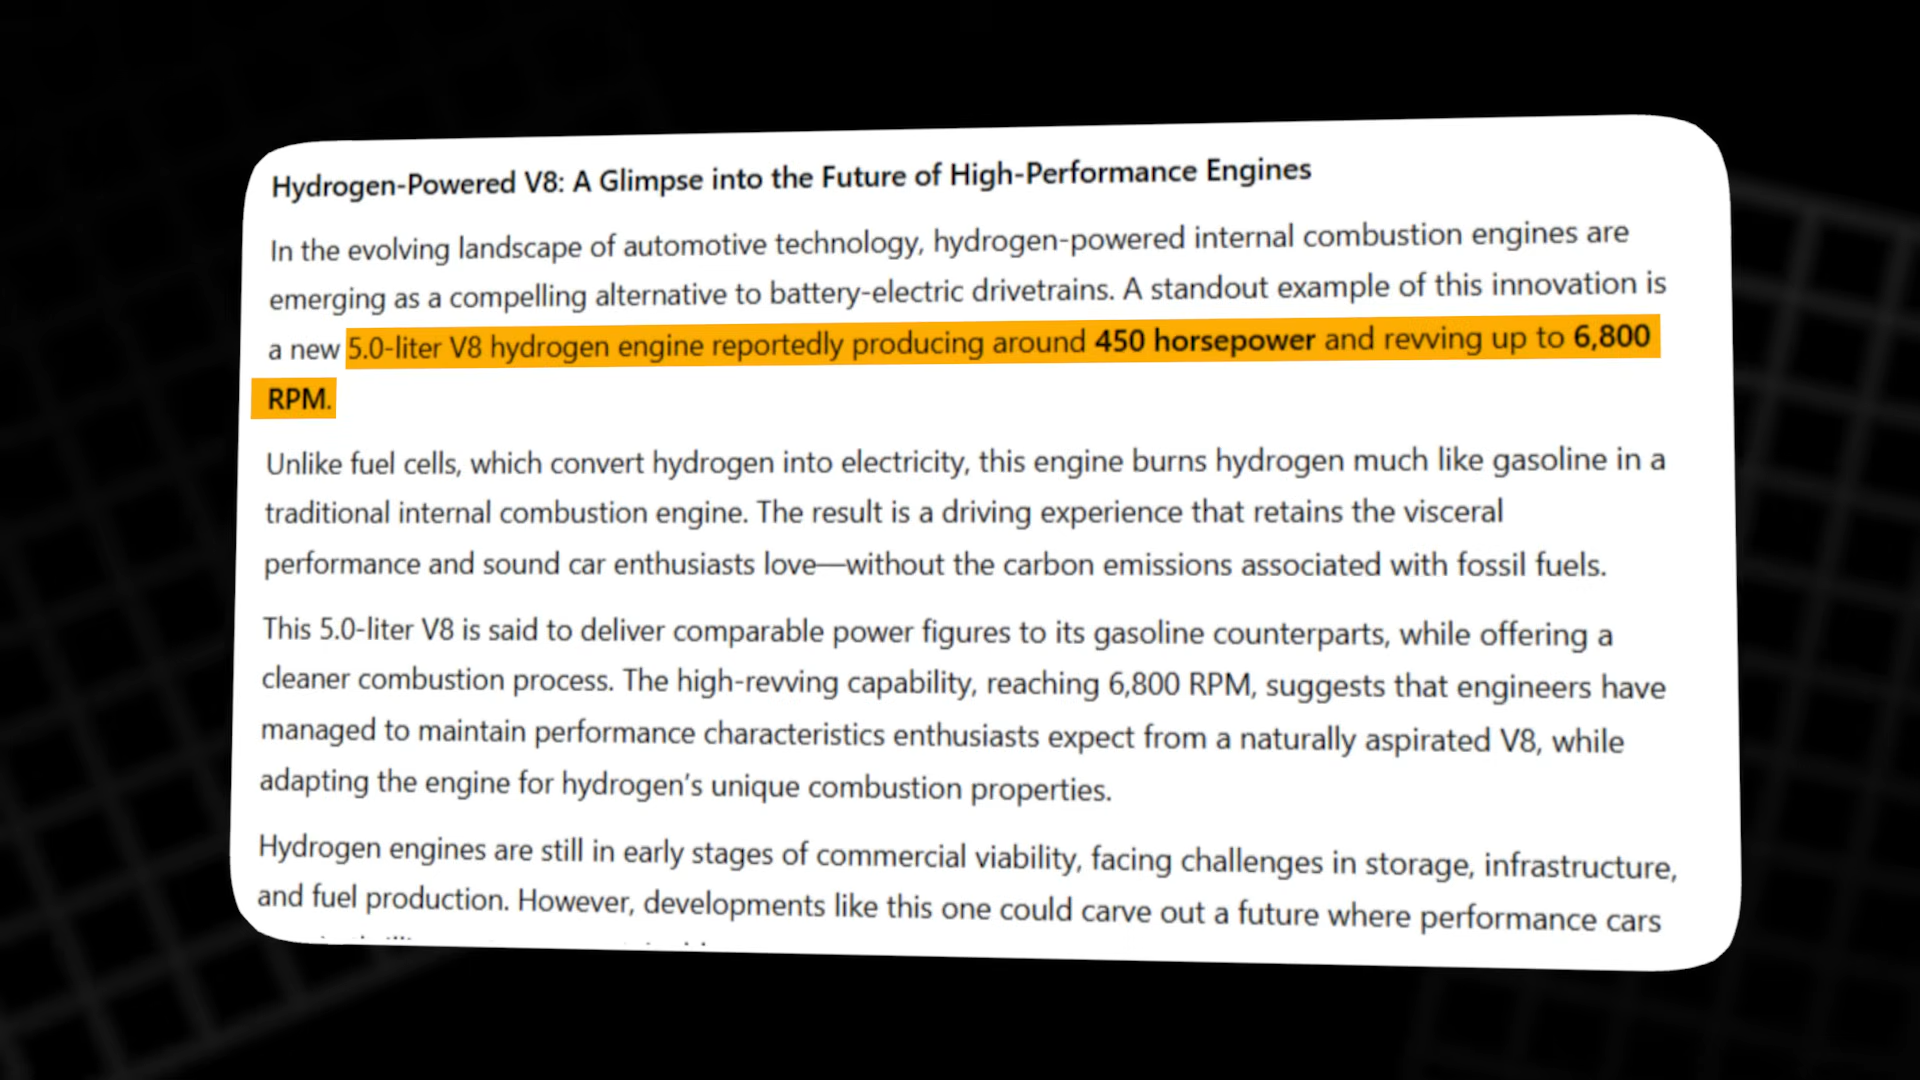 Hydrogen-Powered V8: A Glimpse into the Future of High-Performance Engines
In the evolving landscape of automotive technology, hydrogen-powered internal combustion engines are
emerging as a compelling alternative to battery-electric drivetrains. A standout example of this innovation is
a new 5.0-liter V8 hydrogen engine reportedly producing around 450 horsepower and revving up to 6,800
RPM.
Unlike fuel cells, which convert hydrogen into electricity, this engine burns hydrogen much like gasoline in a
traditional internal combustion engine. The result is a driving experience that retains the visceral
performance and sound car enthusiasts love—without the carbon emissions associated with fossil fuels.
This 5.0-liter V8 is said to deliver comparable power figures to its gasoline counterparts, while offering a
cleaner combustion process. The high-revving capability, reaching 6,800 RPM, suggests that engineers have
managed to maintain performance characteristics enthusiasts expect from a naturally aspirated V8, while
adapting the engine for hydrogen's unique combustion properties.
Hydrogen engines are still in early stages of commercial viability, facing challenges in storage, infrastructure,
and fuel production. However, developments like this one could carve out a future where performance cars